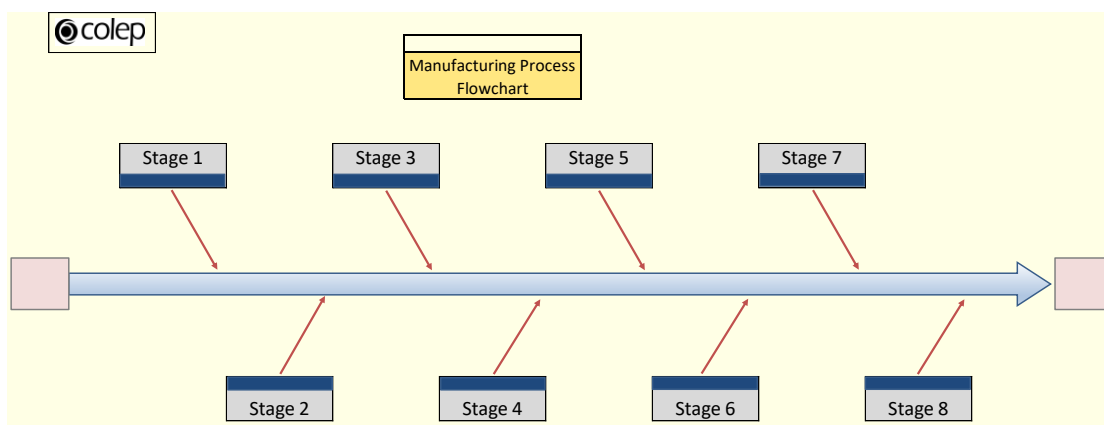 colep
Manufacturing Process
Flowchart
Stage 1
Stage 3
Stage 5
Stage 7
Stage 2
Stage 4
Stage 6
Stage 8